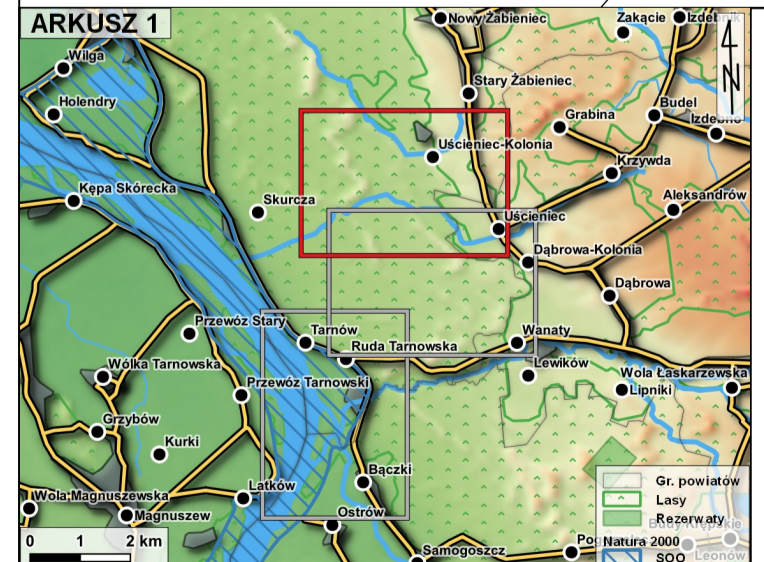 ARKUSZ 1
Nowy Żabieniec
Zakącie
Izdebnik
Wilga
N
Stary Żabieniec
Holendry
Grabina
Budel
Izdebno
Uścieniec-Kolonia
Krzywda
Kępa Skórecka
Aleksandrów
Skurcza
Uścieniec
Dąbrowa-Kolonia
Dąbrowa
Przewóz Stary
Tarnów
Wanaty
Ruda Tarnowska
Wólka Tarnowska
Lewików
Wola Łaskarzewska
Przewóz Tarnowski
Lipniki
Grzybów
Kurki
Bączki
Gr. powiatów
Latków
Lasy
Wola Magnuszewska
Magnuszew
Ostrów
Rezerwaty
Budy Krępskie
0 1 2 km
Natura 2000
Samogoszcz
SOO
Leonów